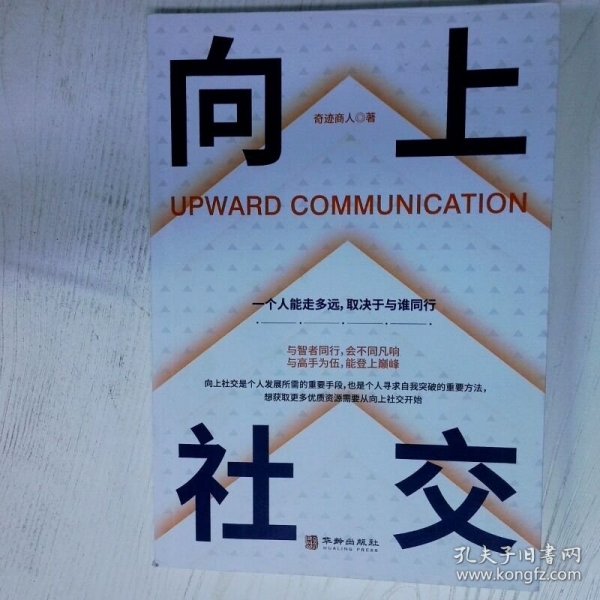 向上
奇迹商人◎著
UPWARD COMMUNICATION
一个人能走多远，取决于与谁同行
与智者同行，会不同凡响
与高手为伍，能登上巅峰
向上社交是个人发展所需的重要手段，也是个人寻求自我突破的重要方法，
想获取更多优质资源需要从向上社交开始
社交
华龄出版社
HUALING PRESS
孔夫子旧书网
www.kongfz.com